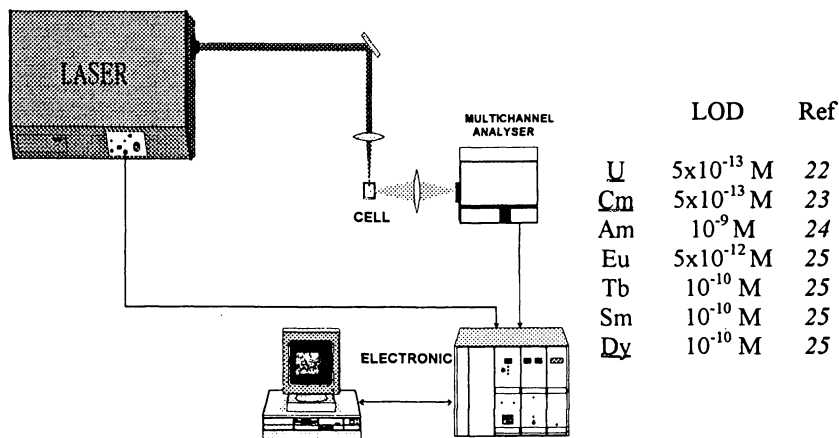 LASER
MULTICHANNEL
ANALYSER
CELL
ELECTRONIC
LOD Ref
U 5x10⁻¹³ M 22
Cm 5x10⁻¹³ M 23
Am 10⁻⁹ M 24
Eu 5x10⁻¹² M 25
Tb 10⁻¹⁰ M 25
Sm 10⁻¹⁰ M 25
Dy 10⁻¹⁰ M 25